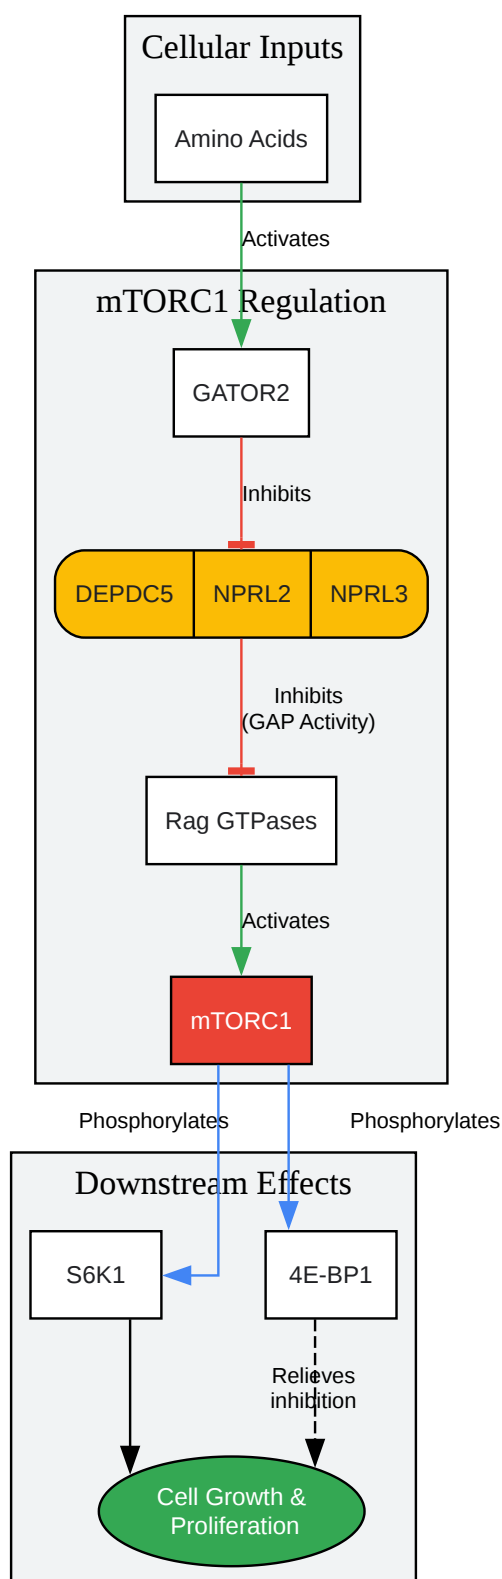 Cellular Inputs
Amino Acids
Activates
mTORC1 Regulation
GATOR2
Inhibits
DEPDC5 NPRL2 NPRL3
Inhibits
(GAP Activity)
Rag GTPases
Activates
mTORC1
Phosphorylates Phosphorylates
Downstream Effects
S6K1 4E-BP1
Relieves
inhibition
Cell Growth &
Proliferation